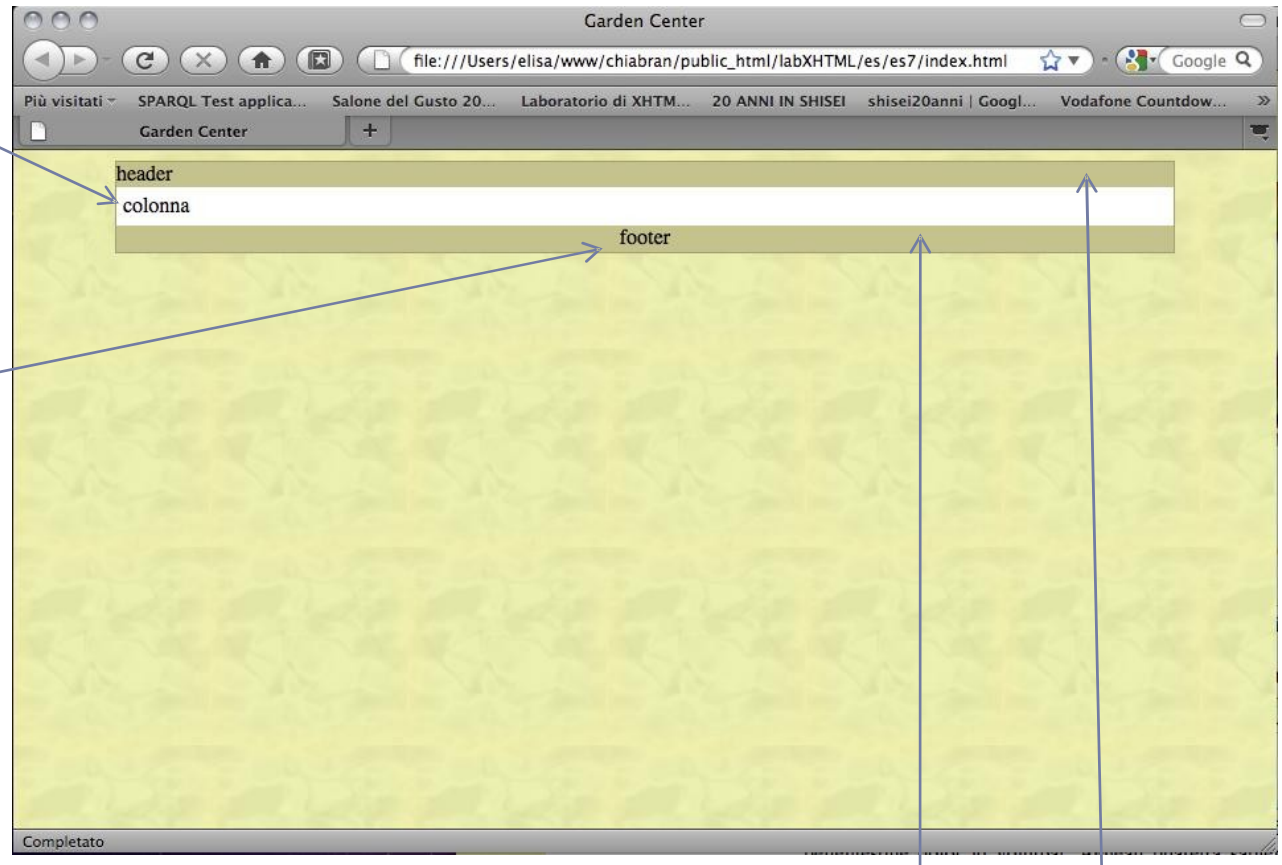 Garden Center
file:///Users/elisa/www/chiabran/public_html/labXHTML/es/es7/index.html
Google
Più visitati
SPARQL Test applica...
Salone del Gusto 20...
Laboratorio di XHTM...
20 ANNI IN SHISEI
shisei20anni | Googl...
Vodafone Countdow...
»
Garden Center
+
header
colonna
footer
Completato